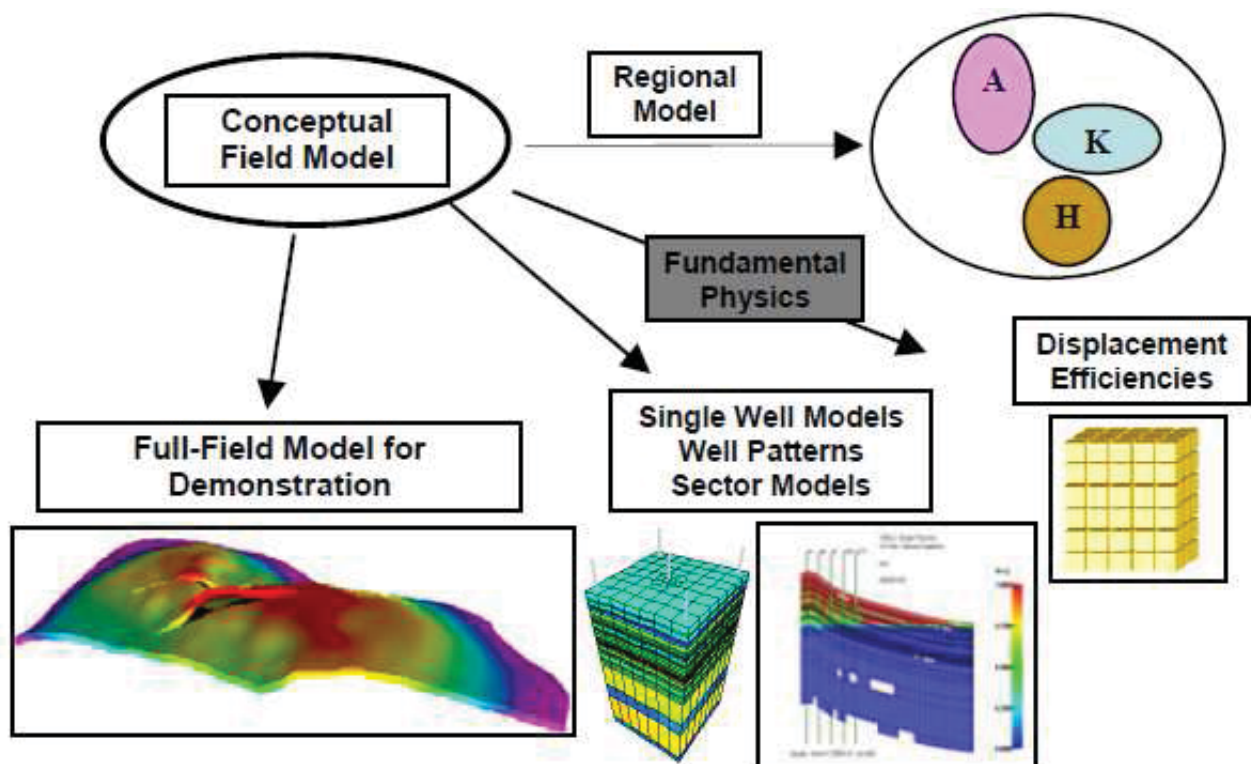 Conceptual
Field Model
Regional
Model
A
K
H
Fundamental
Physics
Displacement
Efficiencies
Full-Field Model for
Demonstration
Single Well Models
Well Patterns
Sector Models